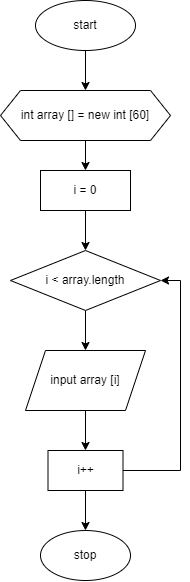 start
int array [] = new int [60]
i = 0
i < array.length
input array [i]
i++
stop